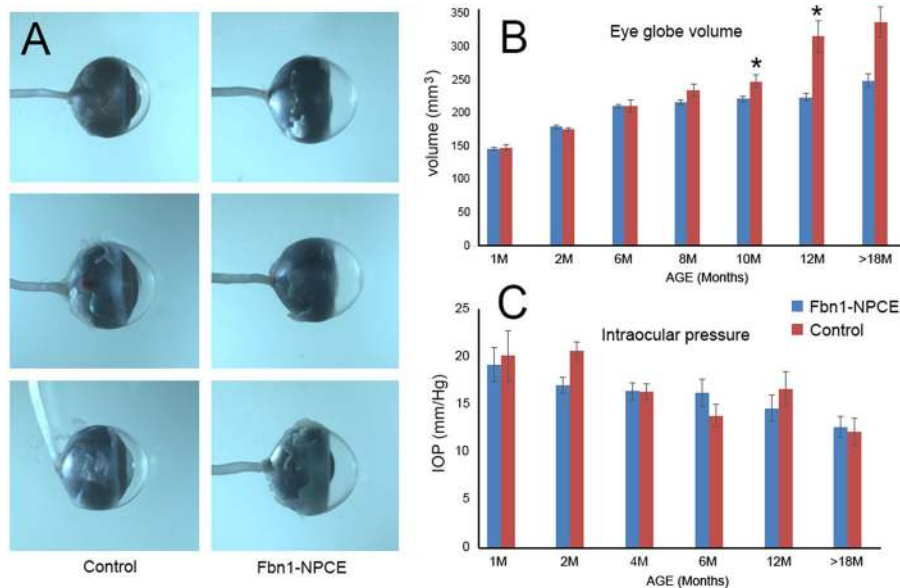 A
Control
Fbn1-NPCE
B
Eye globe volume
volume (mm³)
350
300
250
200
150
100
50
0
*
*
1M 2M 6M 8M 10M 12M >18M
AGE (Months)
C
Fbn1-NPCE
Control
Intraocular pressure
IOP (mm/Hg)
25
20
15
10
5
0
1M 2M 4M 6M 12M >18M
AGE (Months)